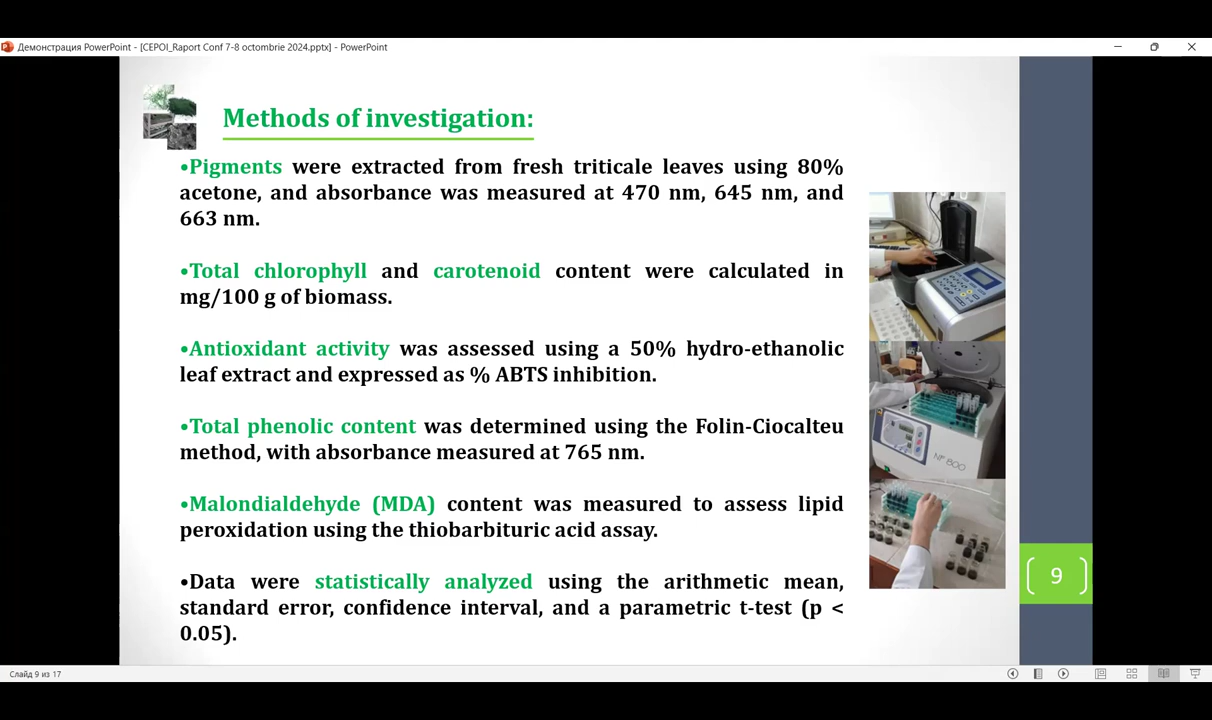 Демонстрация PowerPoint - [CEPOI_Raport Conf 7-8 octombrie 2024.pptx] - PowerPoint
Methods of investigation:
•Pigments were extracted from fresh triticale leaves using 80%
acetone, and absorbance was measured at 470 nm, 645 nm, and
663 nm.
•Total chlorophyll and carotenoid content were calculated in
mg/100 g of biomass.
•Antioxidant activity was assessed using a 50% hydro-ethanolic
leaf extract and expressed as % ABTS inhibition.
•Total phenolic content was determined using the Folin-Ciocalteu
method, with absorbance measured at 765 nm.
•Malondialdehyde (MDA) content was measured to assess lipid
peroxidation using the thiobarbituric acid assay.
•Data were statistically analyzed using the arithmetic mean,
standard error, confidence interval, and a parametric t-test (p <
0.05).
NF-800
9
Слайд 9 из 17